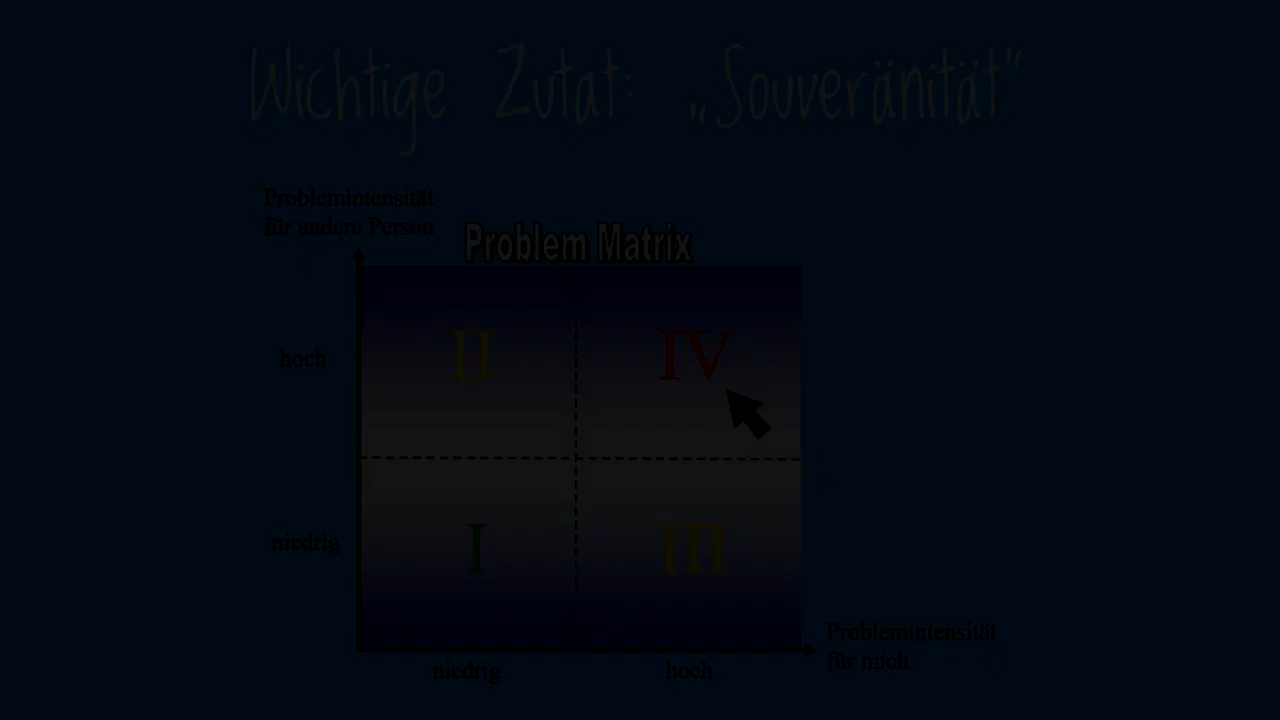 Wichtige Zutat: „Souveränität"
Problemintensität
für andere Person
Problem Matrix
hoch
II
IV
niedrig
I
III
Problemintensität
für mich
niedrig
hoch